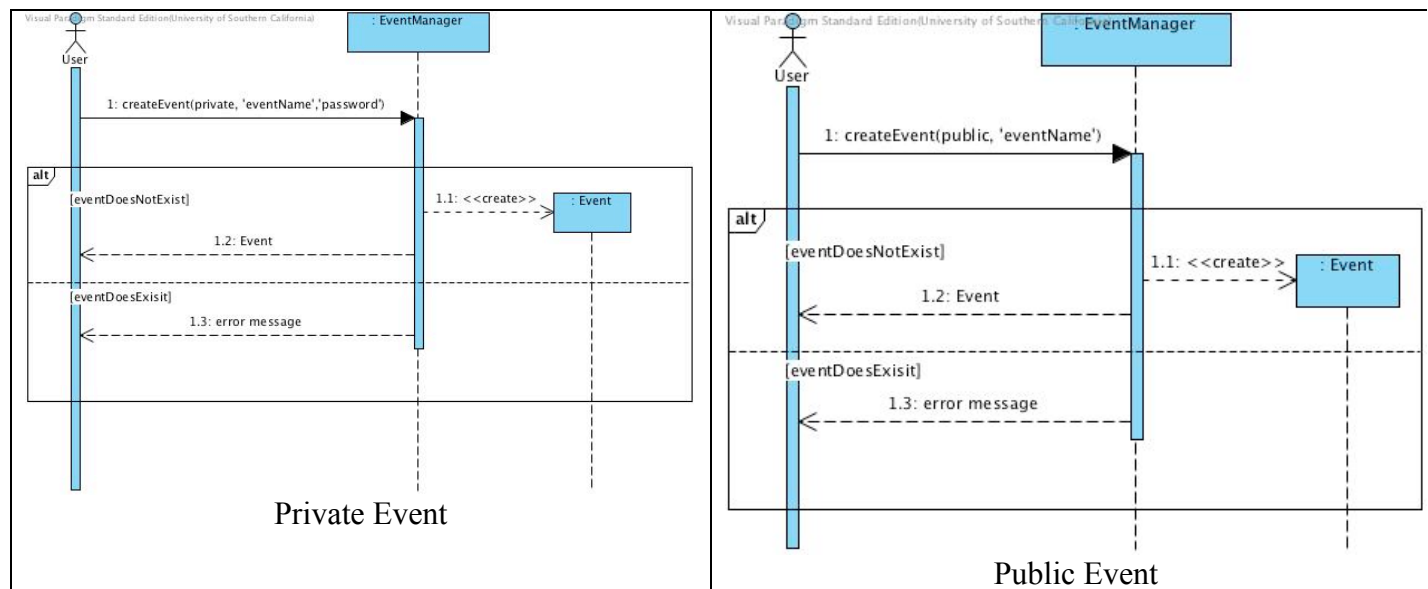 Visual Paradigm Standard Edition(University of Southern California)
: EventManager
User
1: createEvent(private, 'eventName','password')
alt
[eventDoesNotExist]
1.1: <<create>>
: Event
1.2: Event
[eventDoesExisit]
1.3: error message
Private Event
Visual Paradigm Standard Edition(University of Southern California)
: EventManager
User
1: createEvent(public, 'eventName')
alt
[eventDoesNotExist]
1.1: <<create>>
: Event
1.2: Event
[eventDoesExisit]
1.3: error message
Public Event